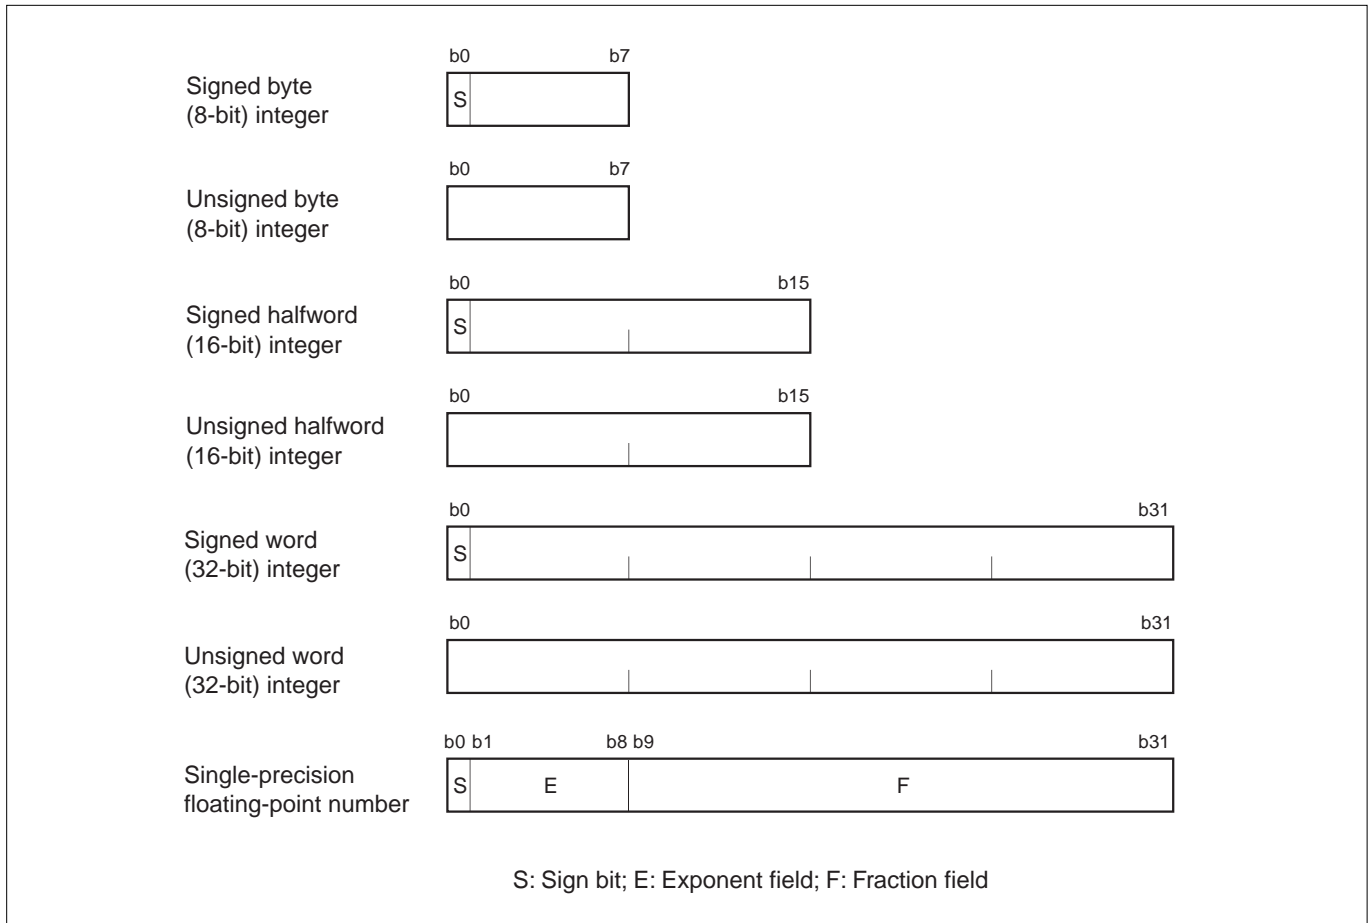 b0 b7
Signed byte
(8-bit) integer
S
b0 b7
Unsigned byte
(8-bit) integer
b0 b15
Signed halfword
(16-bit) integer
S
b0 b15
Unsigned halfword
(16-bit) integer
b0 b31
Signed word
(32-bit) integer
S
b0 b31
Unsigned word
(32-bit) integer
b0 b1 b8 b9 b31
Single-precision
floating-point number
S E F
S: Sign bit; E: Exponent field; F: Fraction field